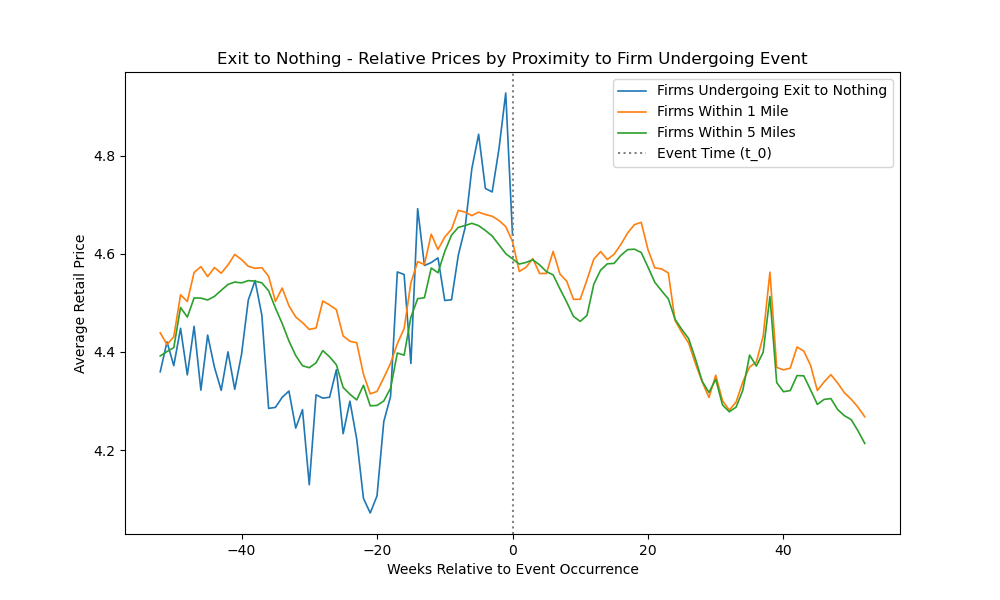 Exit to Nothing - Relative Prices by Proximity to Firm Undergoing Event
Firms Undergoing Exit to Nothing
Firms Within 1 Mile
Firms Within 5 Miles
Event Time (t_0)
Average Retail Price
4.8
4.6
4.4
4.2
−40
−20
0
20
40
Weeks Relative to Event Occurrence